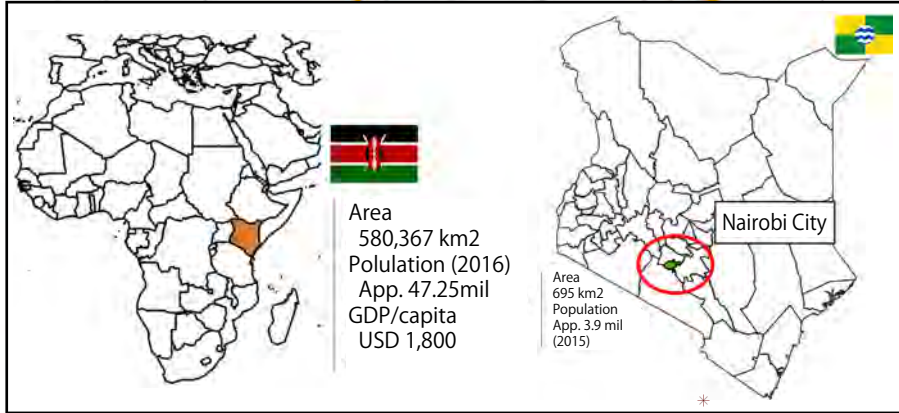 Area
580,367 km2
Polulation (2016)
App. 47.25mil
GDP/capita
USD 1,800
Nairobi City
Area
695 km2
Population
App. 3.9 mil
(2015)